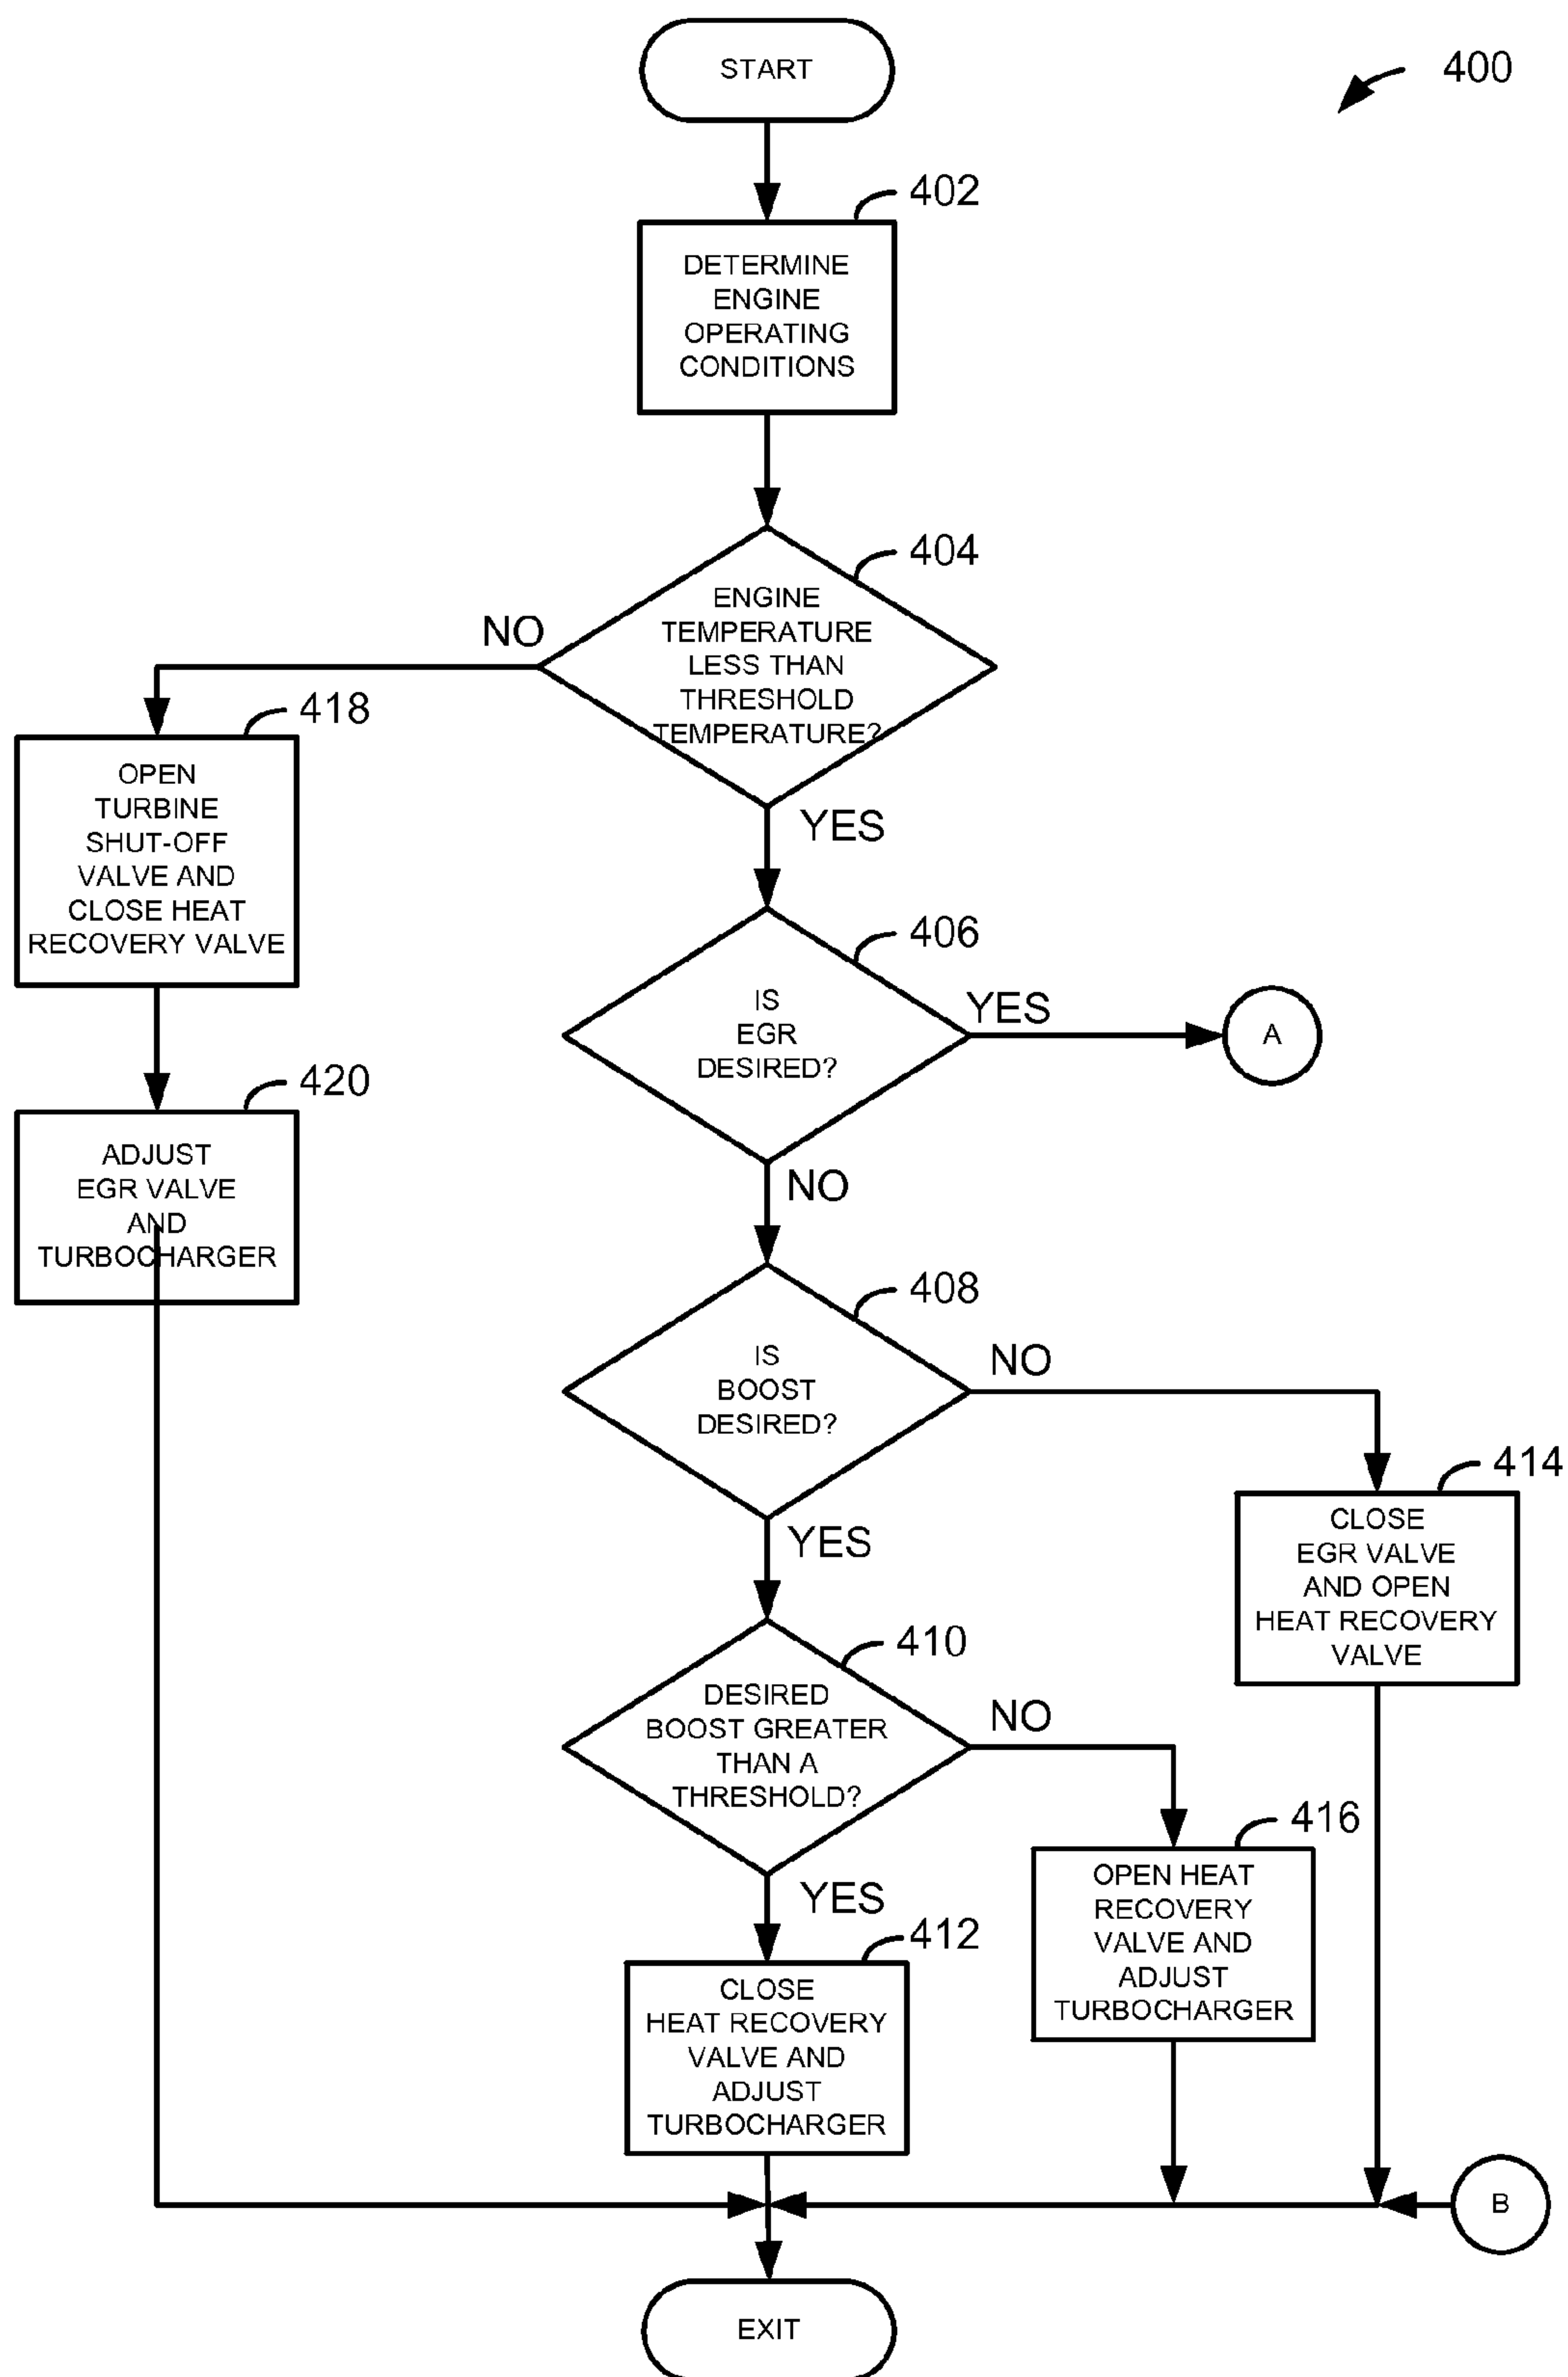 START
400
402
DETERMINE
ENGINE
OPERATING
CONDITIONS
404
ENGINE
TEMPERATURE
LESS THAN
THRESHOLD
TEMPERATURE?
NO
YES
418
OPEN
TURBINE
SHUT-OFF
VALVE AND
CLOSE HEAT
RECOVERY VALVE
406
IS
EGR
DESIRED?
YES
A
NO
420
ADJUST
EGR VALVE
AND
TURBOCHARGER
408
IS
BOOST
DESIRED?
NO
YES
414
CLOSE
EGR VALVE
AND OPEN
HEAT RECOVERY
VALVE
410
DESIRED
BOOST GREATER
THAN A
THRESHOLD?
NO
YES
416
OPEN HEAT
RECOVERY
VALVE AND
ADJUST
TURBOCHARGER
412
CLOSE
HEAT RECOVERY
VALVE AND
ADJUST
TURBOCHARGER
B
EXIT